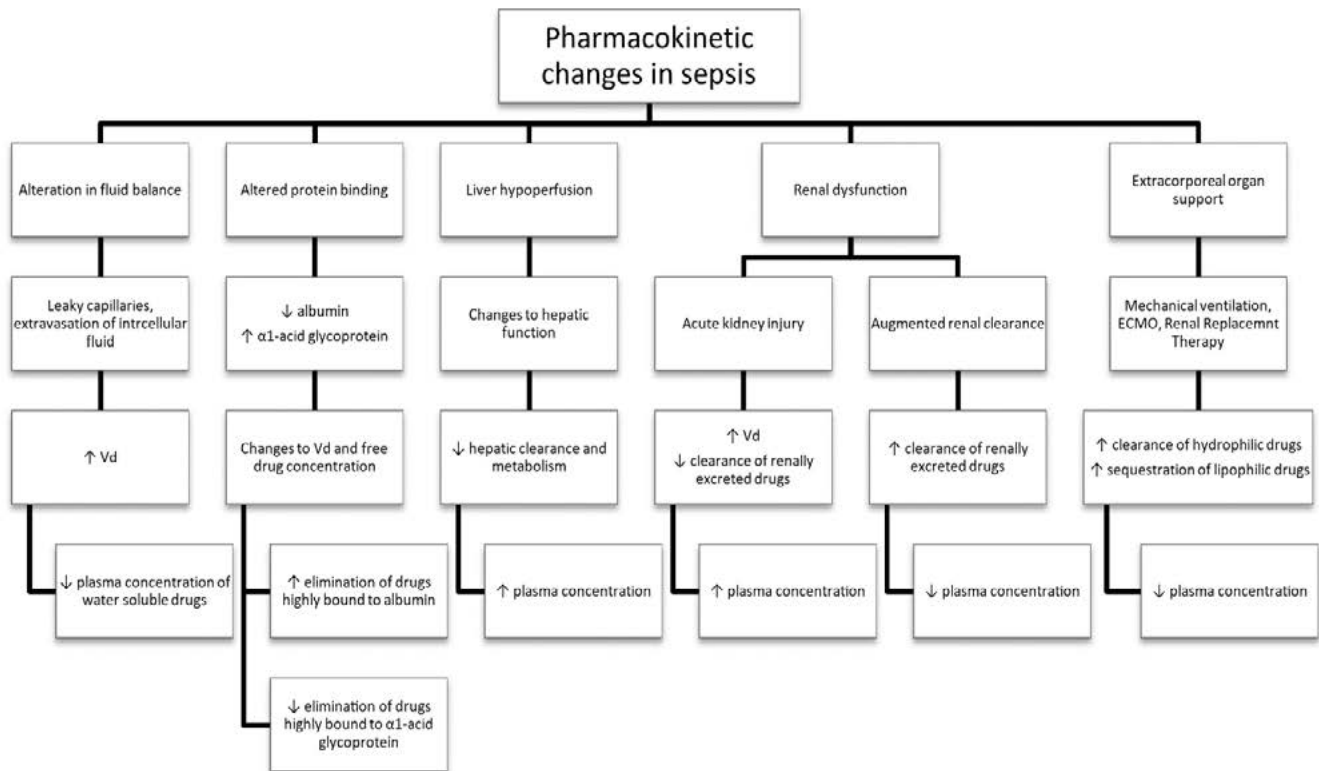 Pharmacokinetic
changes in sepsis
Alteration in fluid balance
Altered protein binding
Liver hypoperfusion
Renal dysfunction
Extracorporeal organ
support
Leaky capillaries,
extravasation of intrcellular
fluid
↓ albumin
↑ α1-acid glycoprotein
Changes to hepatic
function
Acute kidney injury
Augmented renal clearance
Mechanical ventilation,
ECMO, Renal Replacemnt
Therapy
↑ Vd
Changes to Vd and free
drug concentration
↓ hepatic clearance and
metabolism
↑ Vd
↓ clearance of renally
excreted drugs
↑ clearance of renally
excreted drugs
↑ clearance of hydrophilic drugs
↑ sequestration of lipophilic drugs
↓ plasma concentration of
water soluble drugs
↑ elimination of drugs
highly bound to albumin
↑ plasma concentration
↑ plasma concentration
↓ plasma concentration
↓ plasma concentration
↓ elimination of drugs
highly bound to α1-acid
glycoprotein